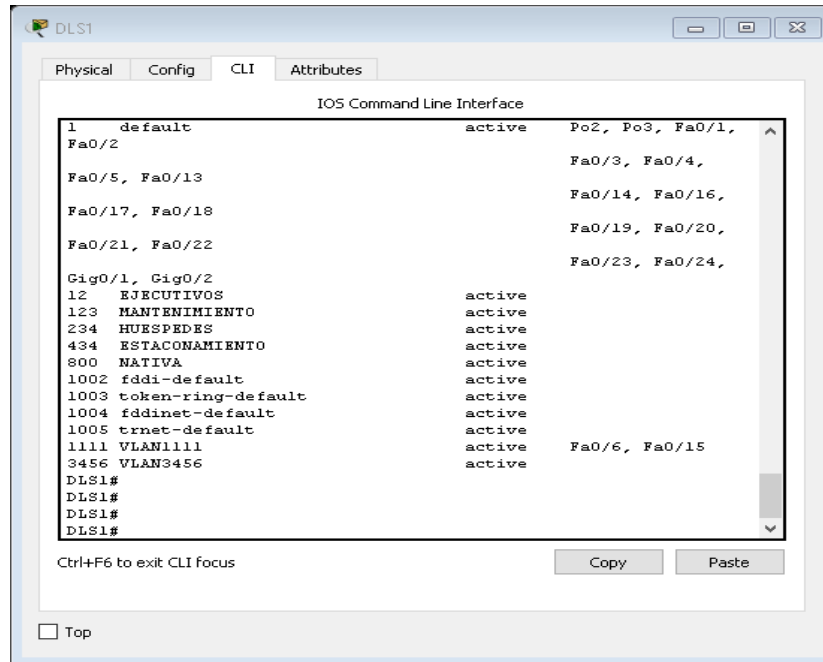 DLS1
Physical Config CLI Attributes
IOS Command Line Interface
1 default active Po2, Po3, Fa0/1,
Fa0/2
Fa0/3, Fa0/4,
Fa0/5, Fa0/13
Fa0/14, Fa0/16,
Fa0/17, Fa0/18
Fa0/19, Fa0/20,
Fa0/21, Fa0/22
Fa0/23, Fa0/24,
Gig0/1, Gig0/2
12 EJECUTIVOS active
123 MANTENIMIENTO active
234 HUESPEDES active
434 ESTACONAMIENTO active
800 NATIVA active
1002 fddi-default active
1003 token-ring-default active
1004 fddinet-default active
1005 trnet-default active
1111 VLAN1111 active Fa0/6, Fa0/15
3456 VLAN3456 active
DLS1#
DLS1#
DLS1#
DLS1#
Ctrl+F6 to exit CLI focus
Copy Paste
Top